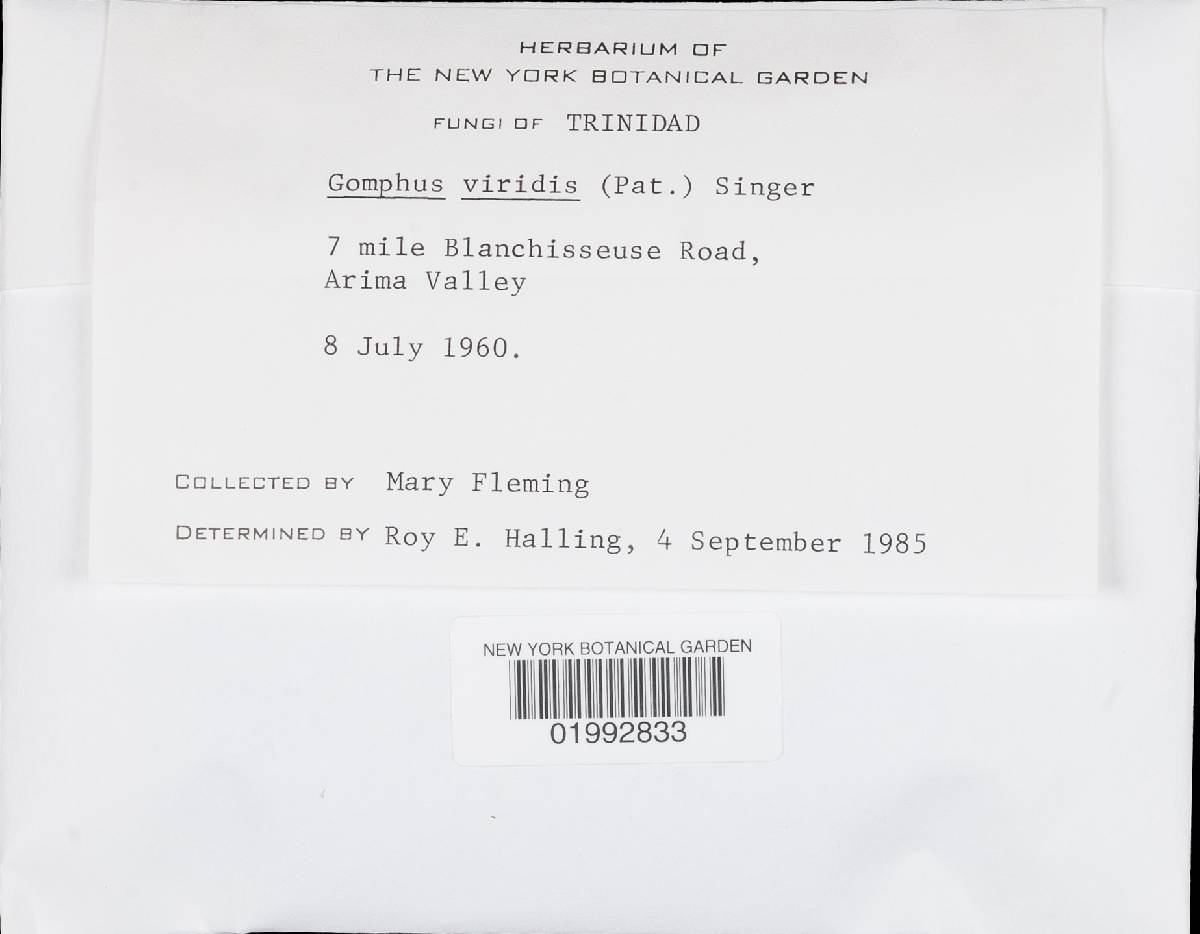 HERBARIUM OF
THE NEW YORK BOTANICAL GARDEN
FUNGI OF TRINIDAD
Gomphus viridis (Pat.) Singer
7 mile Blanchisseuse Road,
Arima Valley
8 July 1960.
COLLECTED BY Mary Fleming
DETERMINED BY Roy E. Halling, 4 September 1985
NEW YORK BOTANICAL GARDEN
01992833